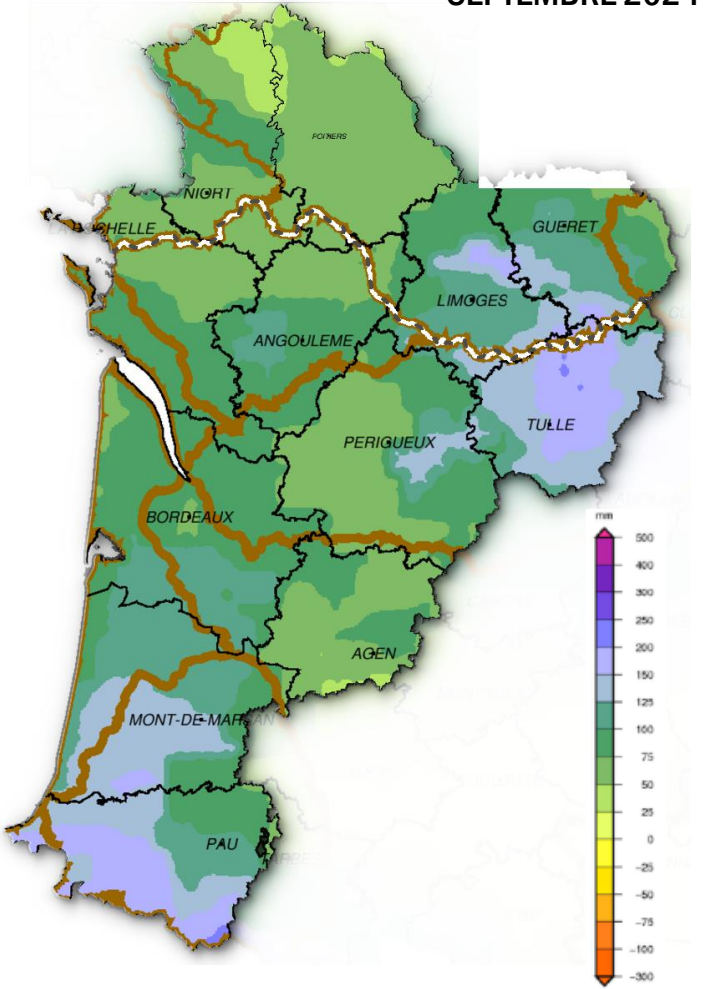 SEPTEMBRE 2024
POITIERS
NIORT
LA ROCHELLE
GUERET
LIMOGES
ANGOULEME
TULLE
PERIGUEUX
BORDEAUX
AGEN
MONT-DE-MARSAN
PAU
TARBES
mm
500
400
300
250
200
150
125
100
75
50
25
0
-25
-50
-75
-100
-300